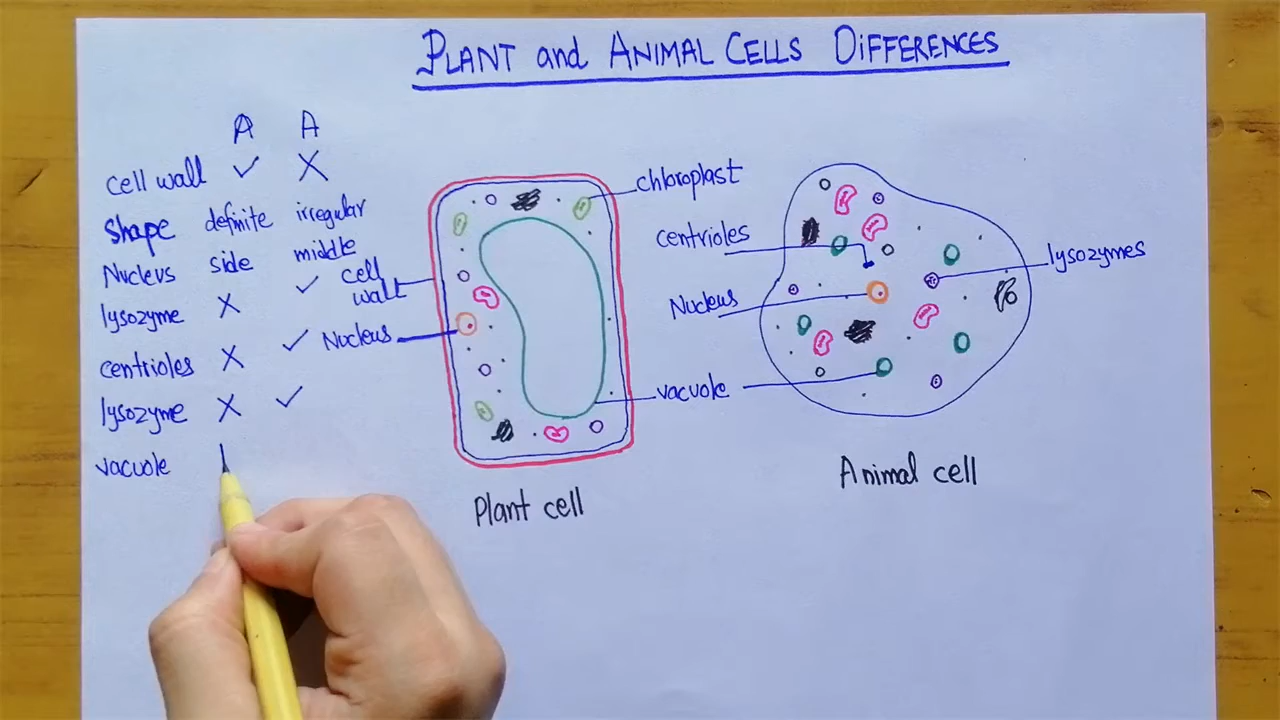 PLANT and ANIMAL CELLS DIFFERENCES
A A
cell wall ✓ X
shape definite irregular
Nucleus side middle
lysozyme X ✓
centrioles X ✓
lysozyme X ✓
vacuole
cell
wall
Nucleus
chloroplast
centrioles
Nucleus
vacuole
lysozymes
Plant cell
Animal cell